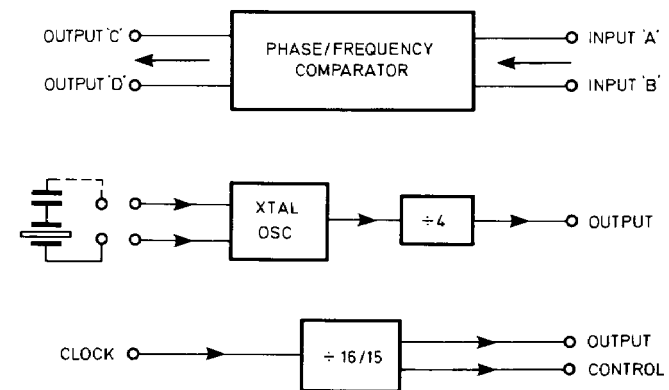 OUTPUT 'C'
PHASE/FREQUENCY
COMPARATOR
INPUT 'A'
OUTPUT 'D'
INPUT 'B'
XTAL
OSC
÷4
OUTPUT
CLOCK
÷ 16/15
OUTPUT
CONTROL